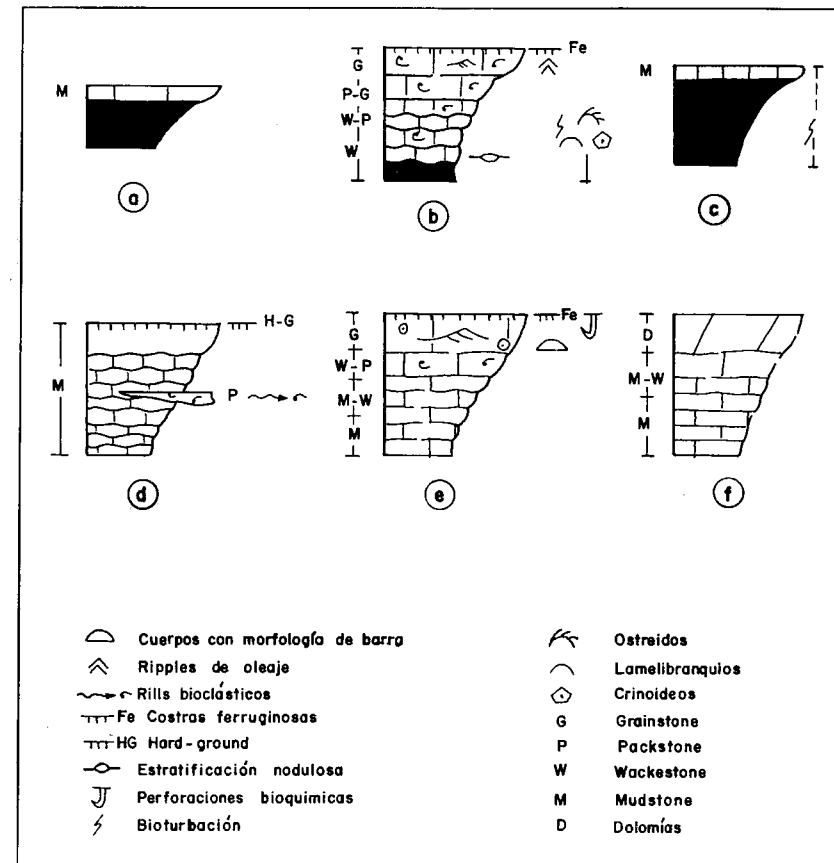 M
G
P-G
W-P
W
Fe
M
a
b
c
M
H-G
P
G
W-P
M-W
M
Fe
D
M-W
M
d
e
f
Cuerpos con morfología de barra
Ripples de oleaje
Rills bioclásticos
Fe Costras ferruginosas
HG Hard-ground
Estratificación nodulosa
Perforaciones bioquimicas
Bioturbación
Ostreidos
Lamelibranquios
Crinoideos
G Grainstone
P Packstone
W Wackestone
M Mudstone
D Dolomías